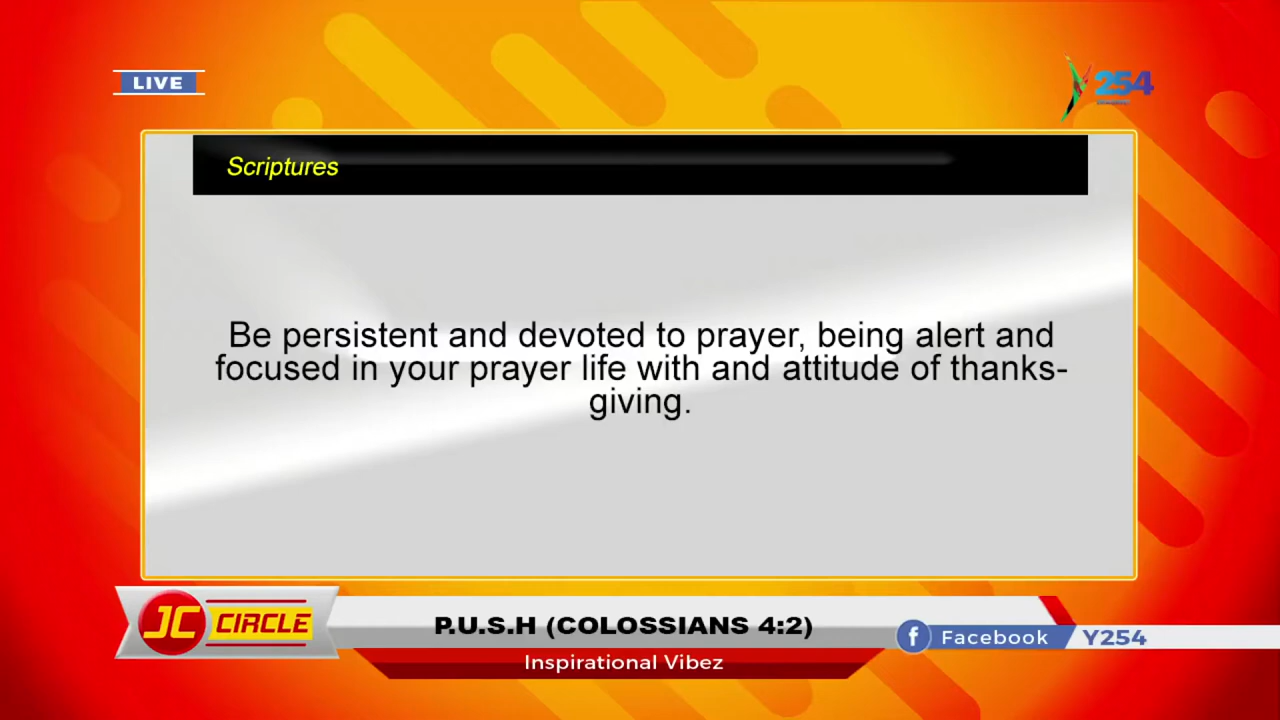 LIVE
254
Scriptures
Be persistent and devoted to prayer, being alert and
focused in your prayer life with and attitude of thanks-
giving.
JC CIRCLE
P.U.S.H (COLOSSIANS 4:2)
Facebook Y254
Inspirational Vibez